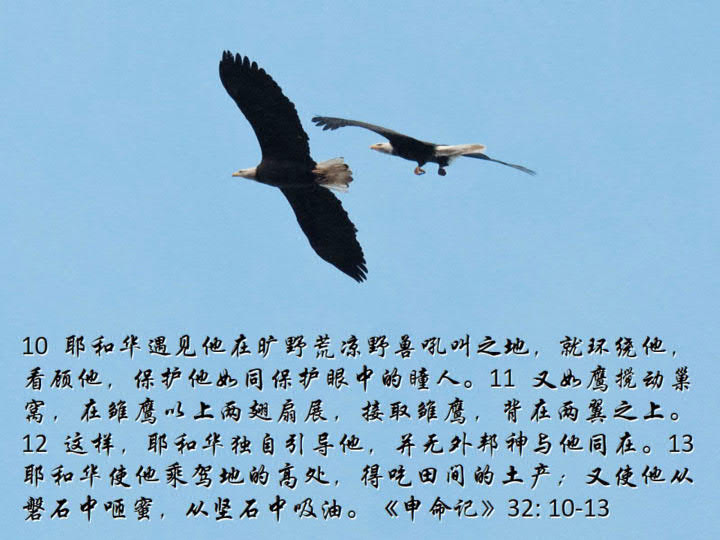 10 耶和华遇见他在旷野荒凉野兽吼叫之地，就环绕他，
看顾他，保护他如同保护眼中的瞳人。11 又如鹰搅动巢
窝，在雏鹰以上两翅扇展，接取雏鹰，背在两翼之上。
12 这样，耶和华独自引导他，并无外邦神与他同在。13
耶和华使他乘驾地的高处，得吃田间的土产；又使他从
磐石中咂蜜，从坚石中吸油。《申命记》32: 10-13